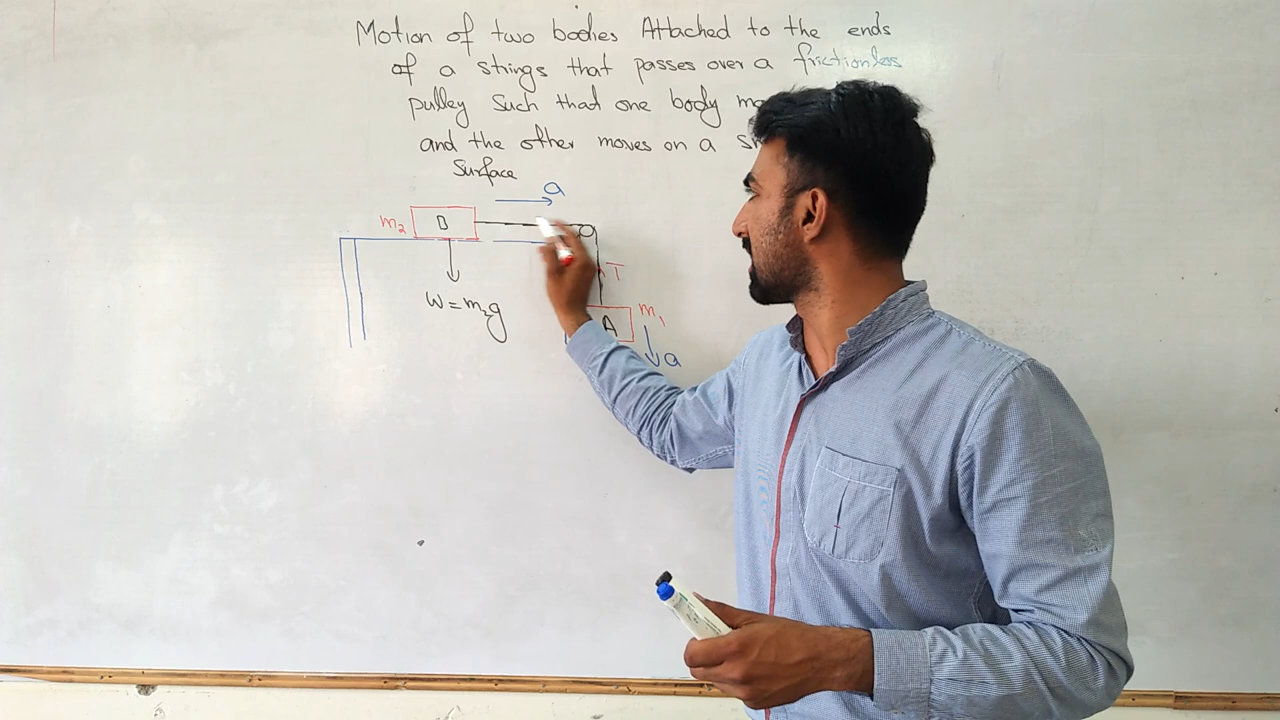 Motion of two bodies Attached to the ends
of a strings that passes over a frictionless
pulley Such that one body
and the other moves on a
Surface
a
m₂ B
T
W = m₂g
m₁
A
a